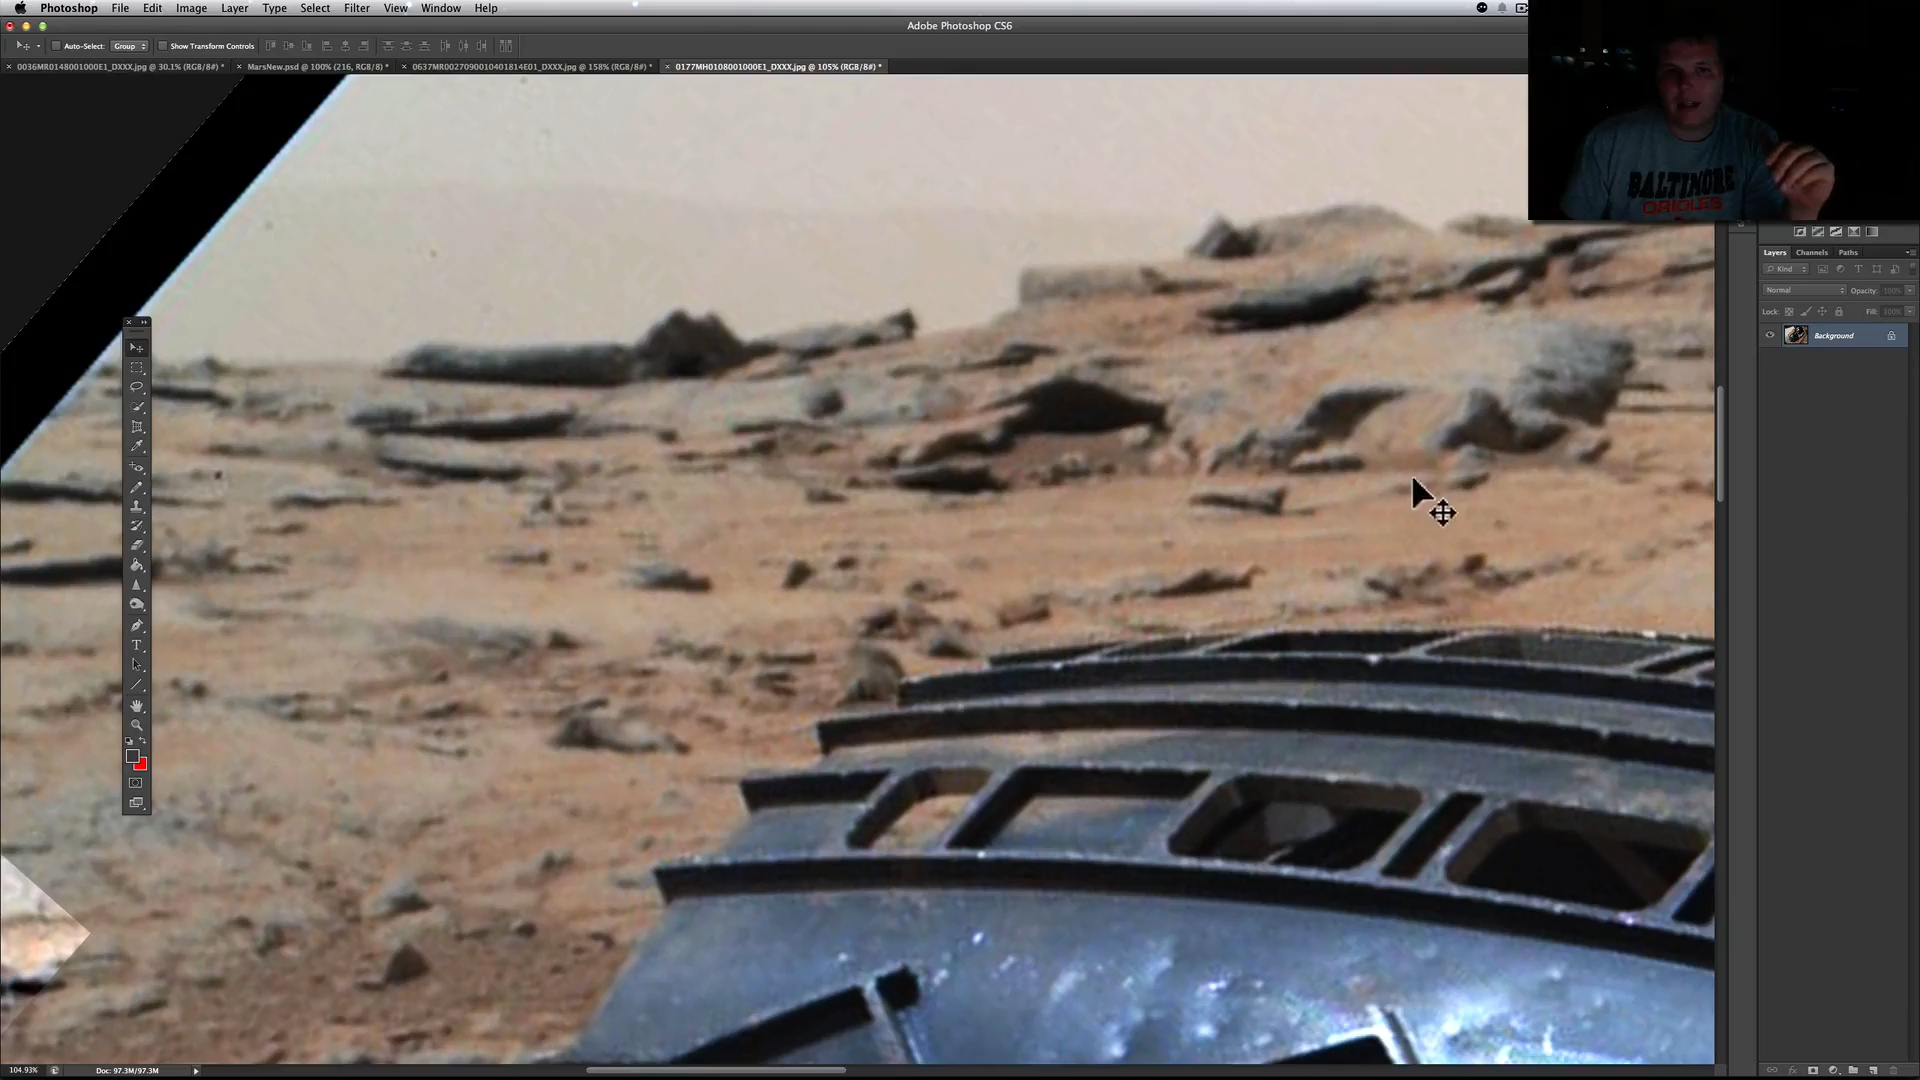 Photoshop File Edit Image Layer Type Select Filter View Window Help
Adobe Photoshop CS6
Auto-Select: Group Show Transform Controls
0036MR0148001000E1_DXXX.jpg @ 30.1% (RGB/8#) *
MarsNew.psd @ 100% (216, RGB/8#) *
0637MR0027090010401814E01_DXXX.jpg @ 158% (RGB/8#) *
0177MH0108001000E1_DXXX.jpg @ 105% (RGB/8#) *
BALTIMORE
ORIOLES
Layers Channels Paths
Kind
Normal Opacity: 100%
Lock: Fill: 100%
Background
T
104.93% Doc: 97.3M/97.3M